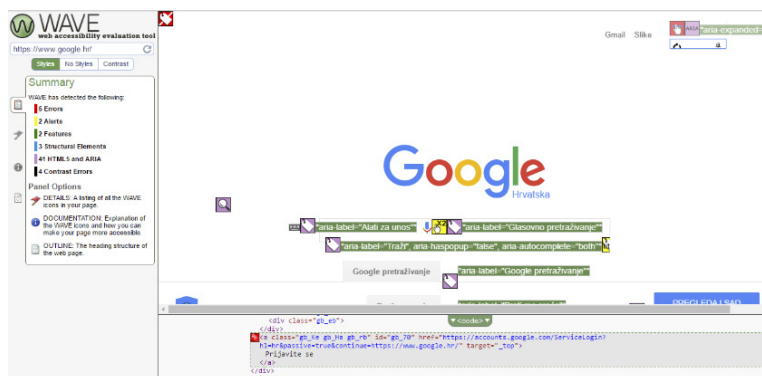 WAVE
web accessibility evaluation tool
https://www.google.hr/
Styles No Styles Contrast
Summary
WAVE has detected the following:
5 Errors
2 Alerts
2 Features
3 Structural Elements
41 HTML5 and ARIA
4 Contrast Errors
Panel Options
DETAILS: A listing of all the WAVE
icons in your page.
DOCUMENTATION: Explanation of
the WAVE icons and how you can
make your page more accessible
OUTLINE: The heading structure of
the web page.
Gmail Slike ARIA *aria-expanded=
Google
Hrvatska
*aria-label="Alati za unos"* X2 *aria-label="Glasovno pretraživanje"*
*aria-label="Traži", aria-haspopup="false", aria-autocomplete="both"*
Google pretraživanje *aria-label="Google pretraživanje"*
PREGLEDAJ SAD
<code>
<div class="gb_eb">
</div>
<a class="gb_Ke gb_Ha gb_rb" id="gb_70" href="https://accounts.google.com/ServiceLogin?
hl=hr&passive=true&continue=https://www.google.hr/" target="_top">
Prijavite se
</a>
</div>